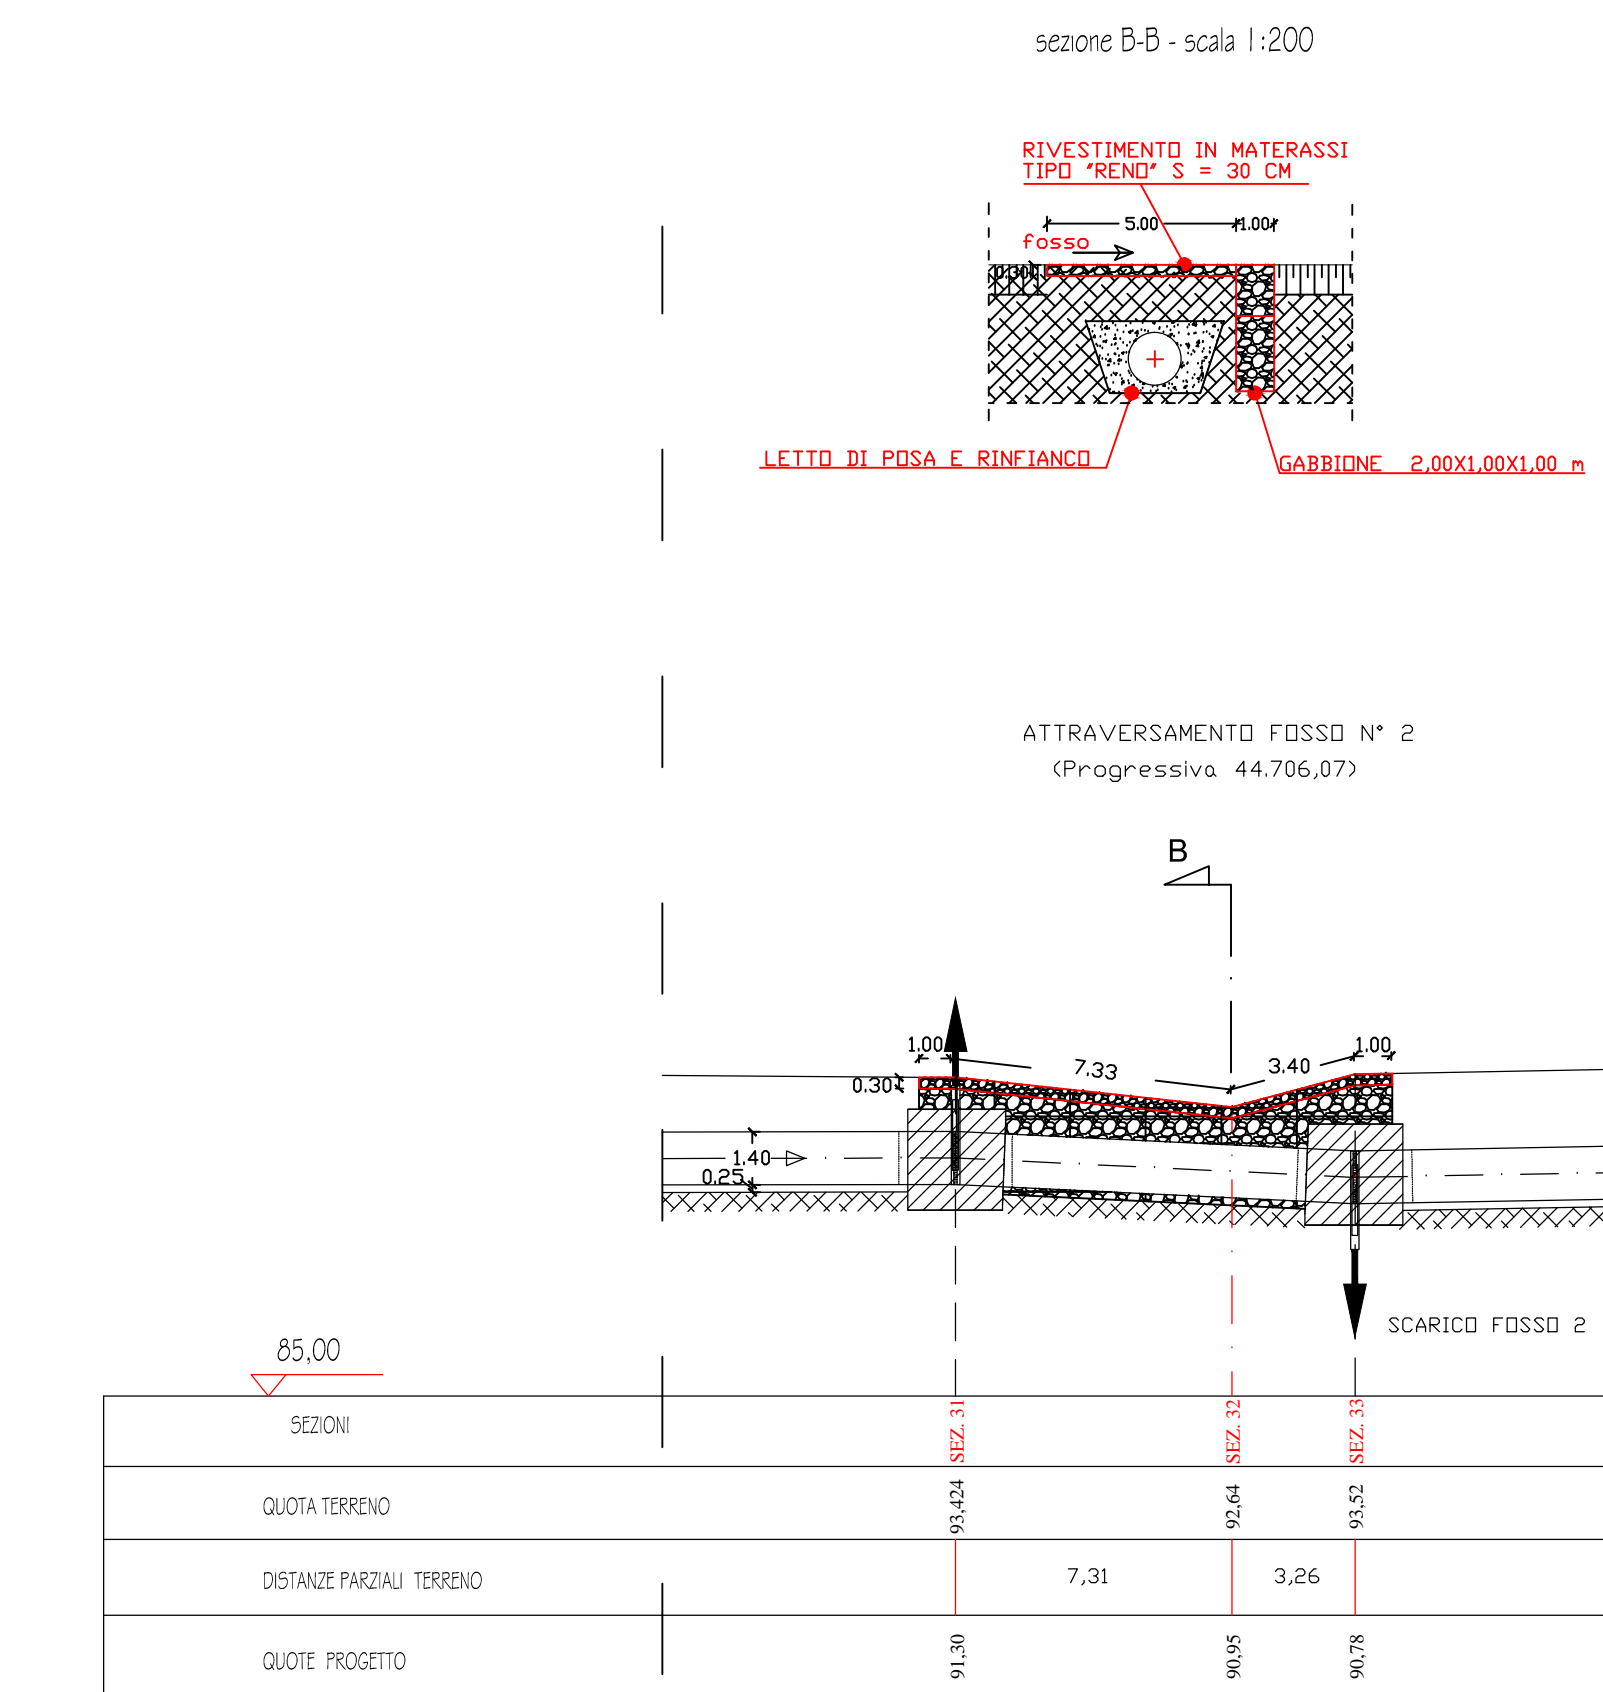 sezione B-B - scala 1:200
RIVESTIMENTO IN MATERASSI
TIPO "RENO" S = 30 CM
5.00
1.00
fosso
0.30
LETTO DI POSA E RINFIANCO
GABBIONE 2,00X1,00X1,00 m
ATTRAVERSAMENTO FOSSO N° 2
(Progressiva 44.706,07)
B
1.00
7.33
3.40
1.00
0.30
1.40
0.25
SCARICO FOSSO 2
85,00
SEZIONI
SEZ. 31
SEZ. 32
SEZ. 33
QUOTA TERRENO
93,424
92,64
93,52
DISTANZE PARZIALI TERRENO
7,31
3,26
QUOTE PROGETTO
91,30
90,95
90,78